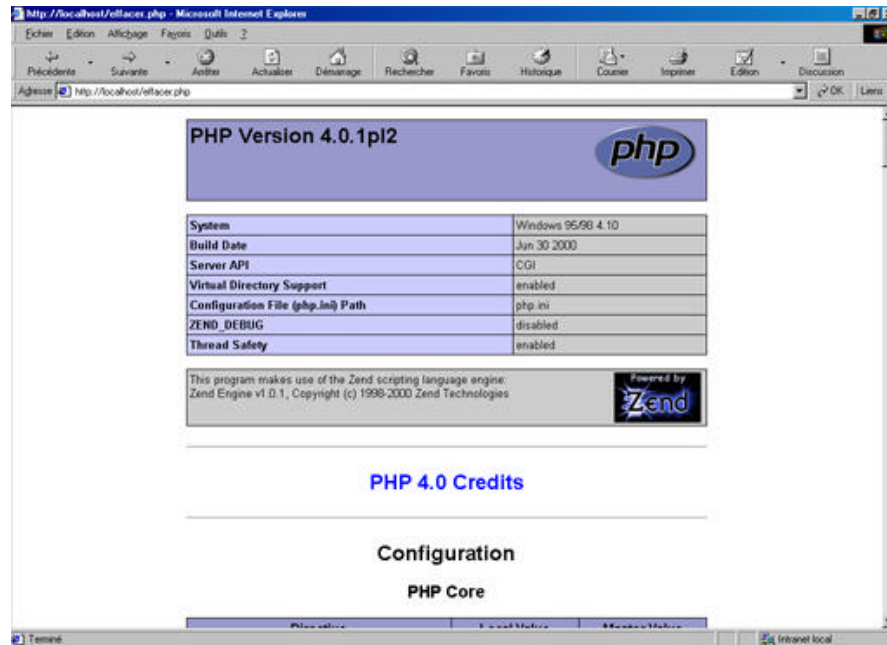 http://localhost/effacer.php - Microsoft Internet Explorer
Fichier Edition Affichage Favoris Outils ?
Précédente Suivante Arrêter Actualiser Démarrage Rechercher Favoris Historique Courrier Imprimer Edition Discussion
Adresse http://localhost/effacer.php OK Liens
PHP Version 4.0.1pl2
php
System Windows 95/98 4.10
Build Date Jun 30 2000
Server API CGI
Virtual Directory Support enabled
Configuration File (php.ini) Path php.ini
ZEND_DEBUG disabled
Thread Safety enabled
This program makes use of the Zend scripting language engine:
Zend Engine v1.0.1, Copyright (c) 1998-2000 Zend Technologies
Powered by
Zend
PHP 4.0 Credits
Configuration
PHP Core
Directive Local Value Master Value
Terminé Intranet local